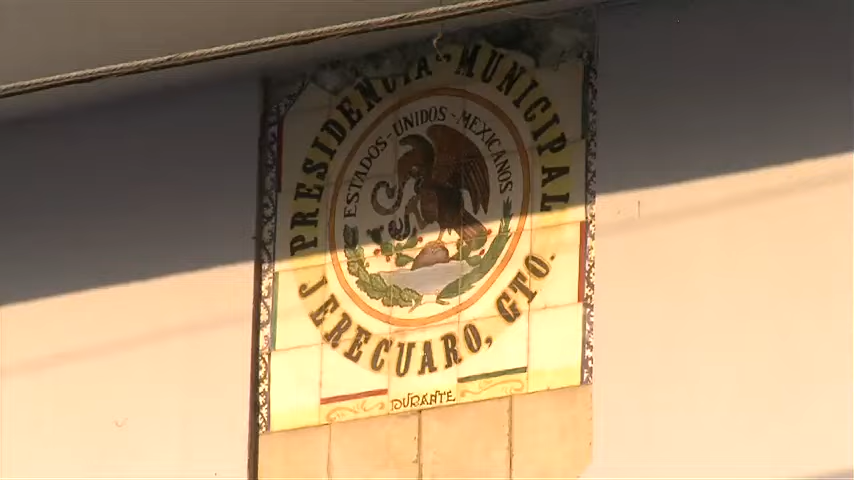 PRESIDENCIA MUNICIPAL
ESTADOS-UNIDOS-MEXICANOS
JERECUARO, GTO.
DURANTE